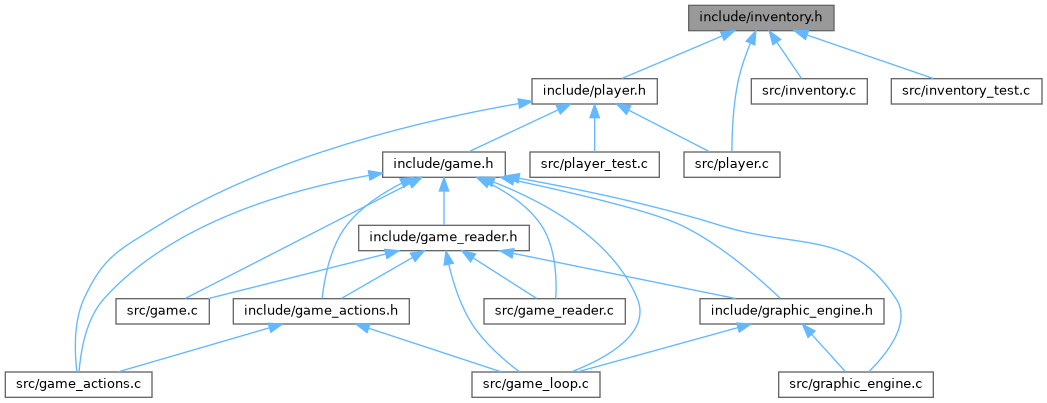 include/inventory.h
include/player.h
src/inventory.c
src/inventory_test.c
include/game.h
src/player_test.c
src/player.c
include/game_reader.h
src/game.c
include/game_actions.h
src/game_reader.c
include/graphic_engine.h
src/game_actions.c
src/game_loop.c
src/graphic_engine.c